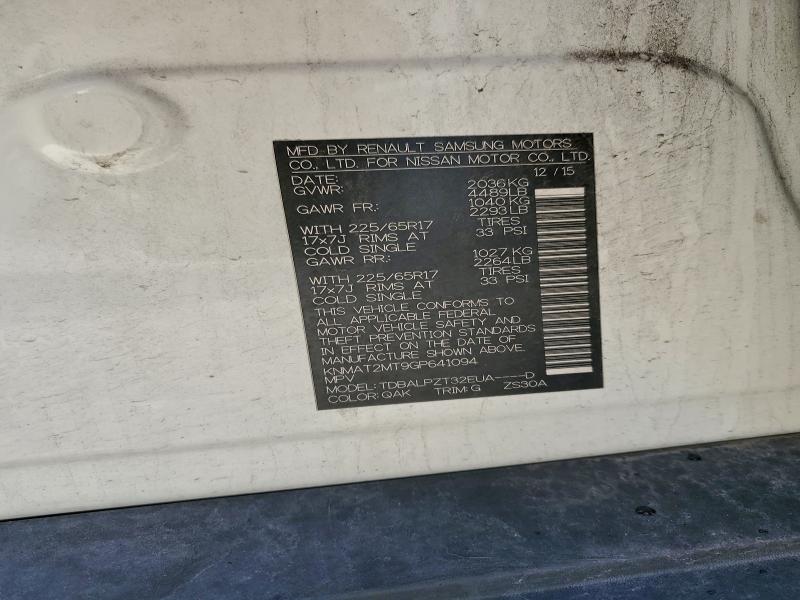 MFD BY RENAULT SAMSUNG MOTORS
CO., LTD. FOR NISSAN MOTOR CO., LTD.
DATE: 12 / 15
GVWR: 2036KG
4489LB
GAWR FR.: 1040 KG
2293LB
WITH 225/65R17 TIRES
17x7J RIMS AT 33 PSI
COLD SINGLE
GAWR RR.: 1027 KG
2264LB
WITH 225/65R17 TIRES
17x7J RIMS AT 33 PSI
COLD SINGLE
THIS VEHICLE CONFORMS TO
ALL APPLICABLE FEDERAL
MOTOR VEHICLE SAFETY AND
THEFT PREVENTION STANDARDS
IN EFFECT ON THE DATE OF
MANUFACTURE SHOWN ABOVE.
KNMAT2MT9GP641094
MPV
MODEL: TDBALPZT32EUA----D
COLOR: QAK TRIM: G ZS30A